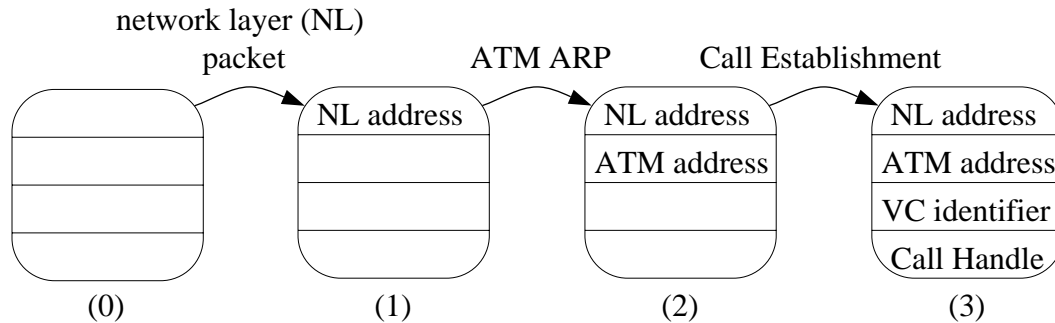 network layer (NL)
packet
ATM ARP
Call Establishment
NL address
NL address
NL address
ATM address
ATM address
VC identifier
Call Handle
(0)
(1)
(2)
(3)